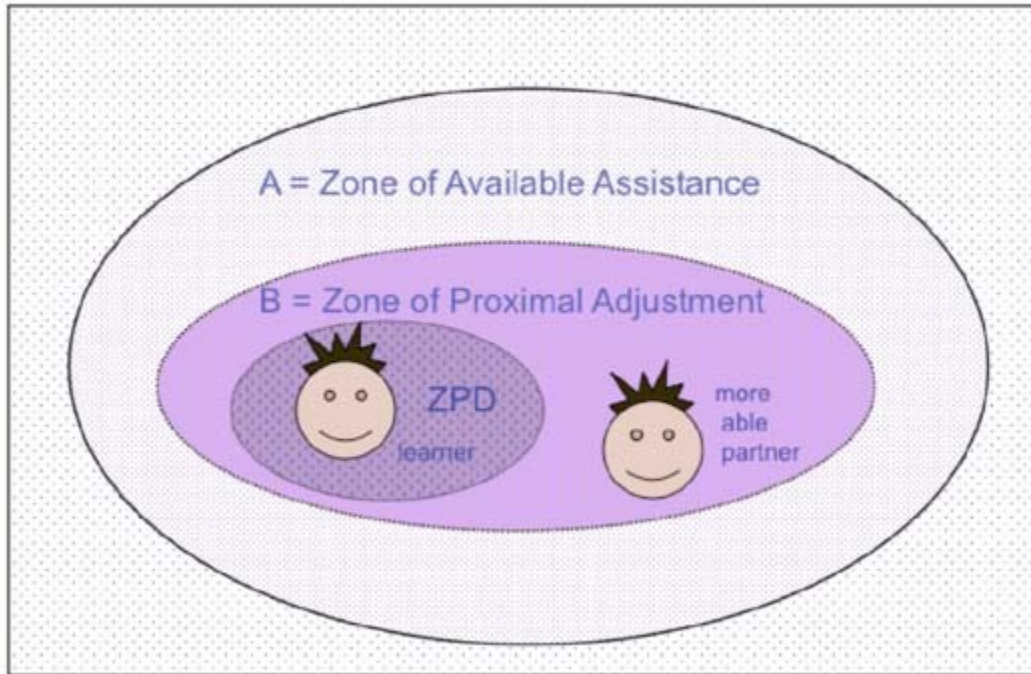 A = Zone of Available Assistance
B = Zone of Proximal Adjustment
ZPD
learner
more
able
partner